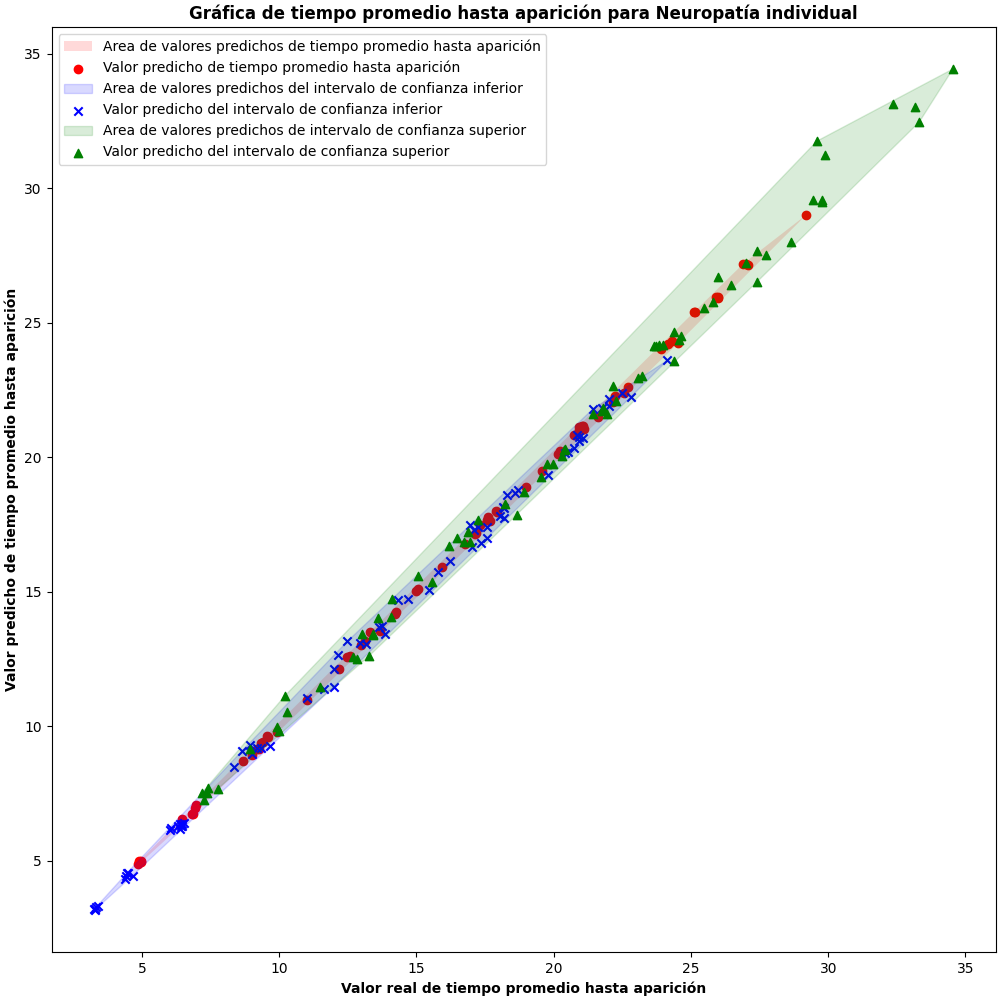 Gráfica de tiempo promedio hasta aparición para Neuropatía individual
Area de valores predichos de tiempo promedio hasta aparición
Valor predicho de tiempo promedio hasta aparición
Area de valores predichos del intervalo de confianza inferior
Valor predicho del intervalo de confianza inferior
Area de valores predichos de intervalo de confianza superior
Valor predicho del intervalo de confianza superior
Valor predicho de tiempo promedio hasta aparición
35
30
25
20
15
10
5
5 10 15 20 25 30 35
Valor real de tiempo promedio hasta aparición